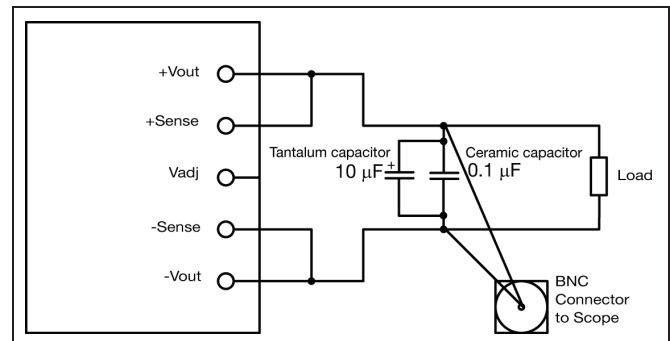 +Vout
+Sense
Vadj
-Sense
-Vout
Tantalum capacitor
10 μF
+
Ceramic capacitor
0.1 μF
Load
BNC
Connector
to Scope